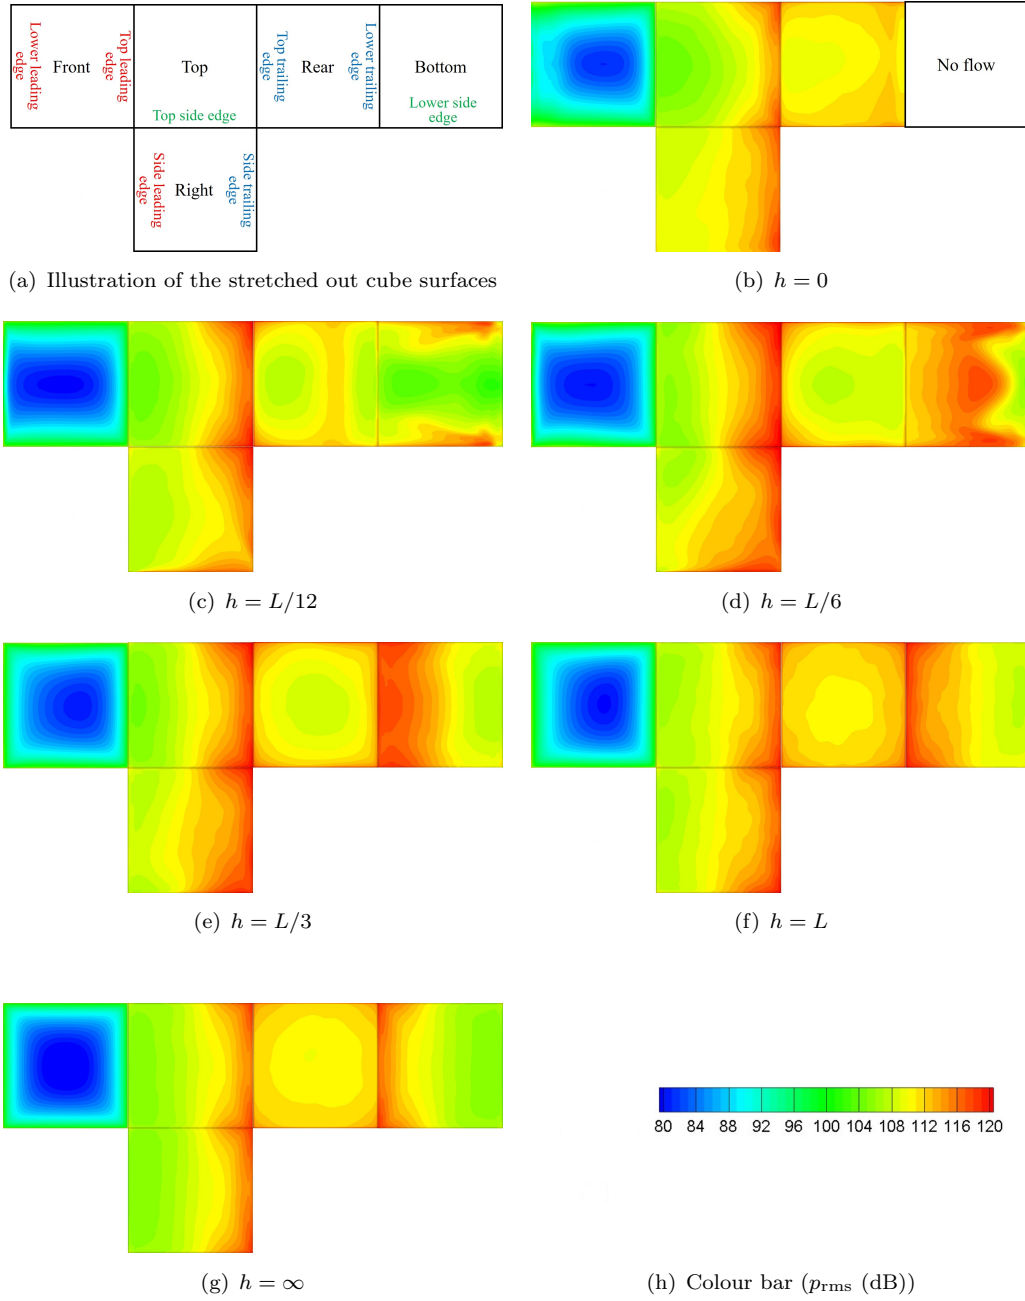 Lower leading
edge
Front
Top leading
edge
Top
Top side edge
Top trailing
edge
Rear
Lower trailing
edge
Bottom
Lower side
edge
Side leading
edge
Right
Side trailing
edge
No flow
(a) Illustration of the stretched out cube surfaces
(b) h = 0
(c) h = L/12
(d) h = L/6
(e) h = L/3
(f) h = L
(g) h = ∞
80 84 88 92 96 100 104 108 112 116 120
(h) Colour bar (prms (dB))